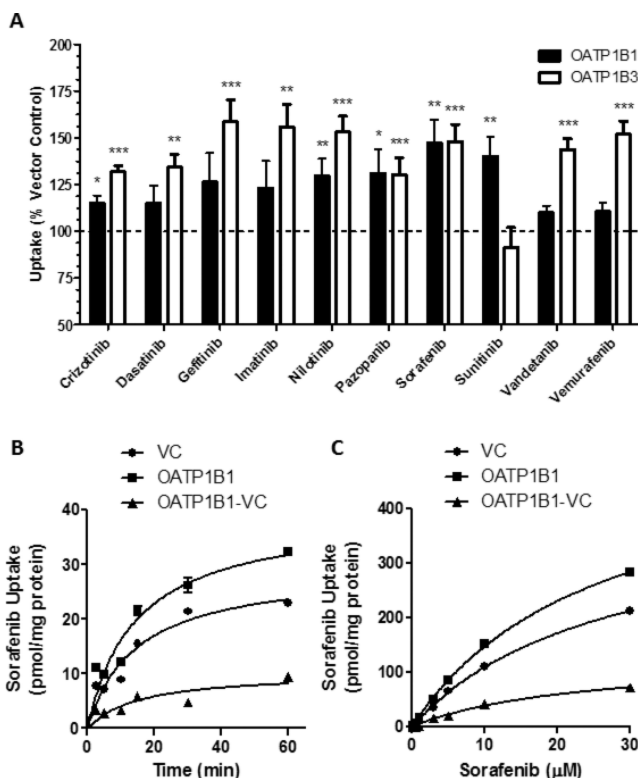 A
OATP1B1
OATP1B3
Uptake (% Vector Control)
200
175
150
125
100
75
50
* *** ** *** ** ** *** * *** ** *** ** *** ***
Crizotinib
Dasatinib
Gefitinib
Imatinib
Nilotinib
Pazopanib
Sorafenib
Sunitinib
Vandetanib
Vemurafenib
B
VC
OATP1B1
OATP1B1-VC
Sorafenib Uptake
(pmol/mg protein)
40
30
20
10
0
0 20 40 60
Time (min)
C
VC
OATP1B1
OATP1B1-VC
Sorafenib Uptake
(pmol/mg protein)
400
300
200
100
0
0 10 20 30
Sorafenib (μM)